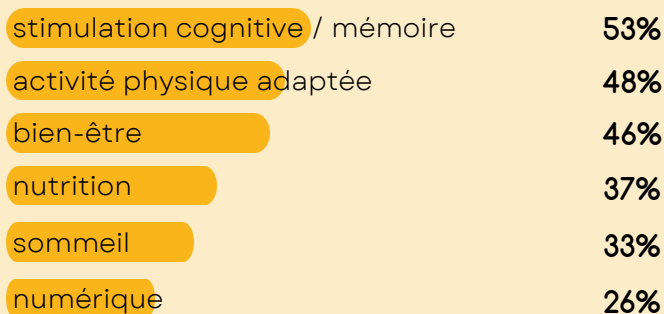 stimulation cognitive / mémoire 53%
activité physique adaptée 48%
bien-être 46%
nutrition 37%
sommeil 33%
numérique 26%